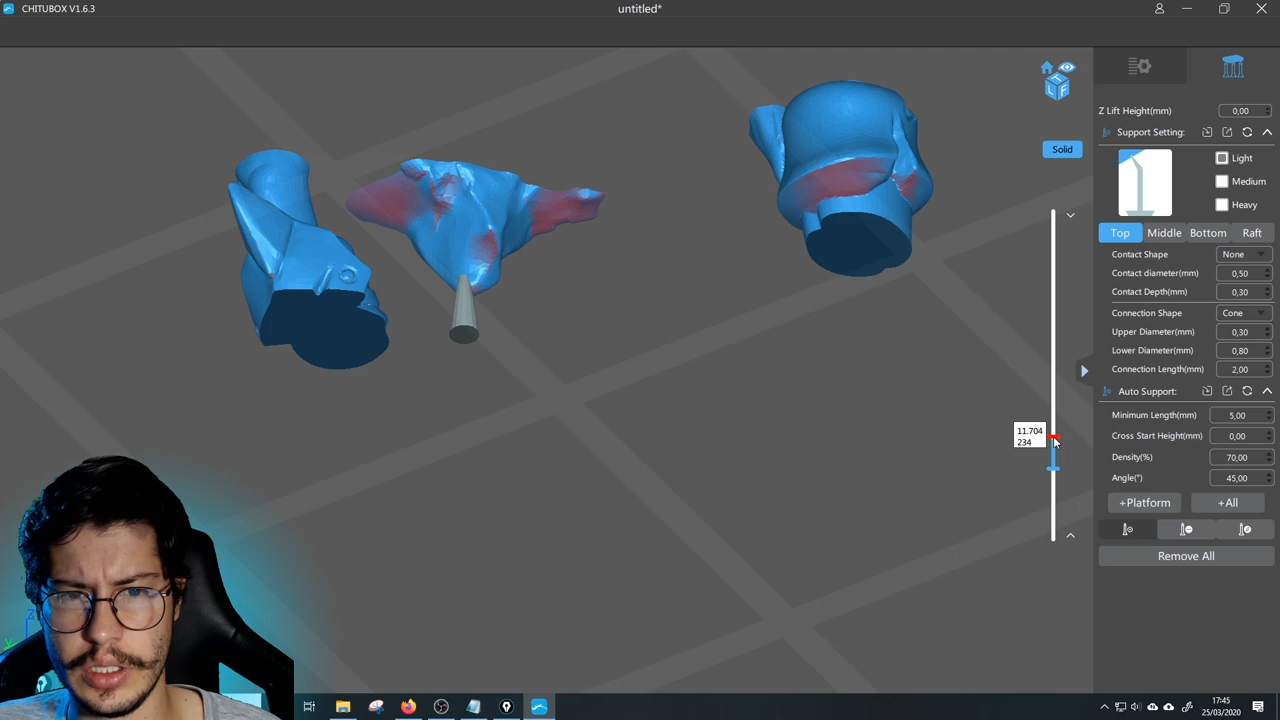 CHITUBOX V1.6.3
untitled*
Z Lift Height(mm) 0,00
Support Setting:
Light
Solid
Medium
Heavy
Top Middle Bottom Raft
Contact Shape None
Contact diameter(mm) 0,50
Contact Depth(mm) 0,30
Connection Shape Cone
Upper Diameter(mm) 0,30
Lower Diameter(mm) 0,80
Connection Length(mm) 2,00
Auto Support:
Minimum Length(mm) 5,00
11.704
234
Cross Start Height(mm) 0,00
Density(%) 70,00
Angle(°) 45,00
+Platform +All
Remove All
17:45
25/03/2020